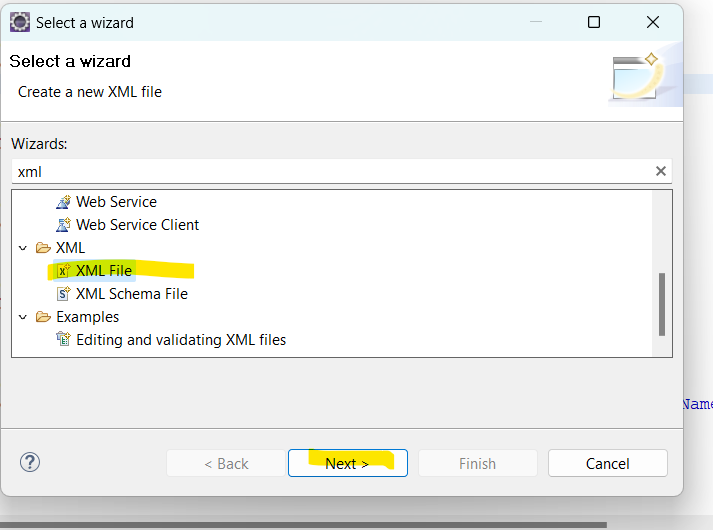 Select a wizard
Select a wizard
Create a new XML file
Wizards:
xml
Web Service
Web Service Client
XML
XML File
XML Schema File
Examples
Editing and validating XML files
Name
< Back
Next >
Finish
Cancel